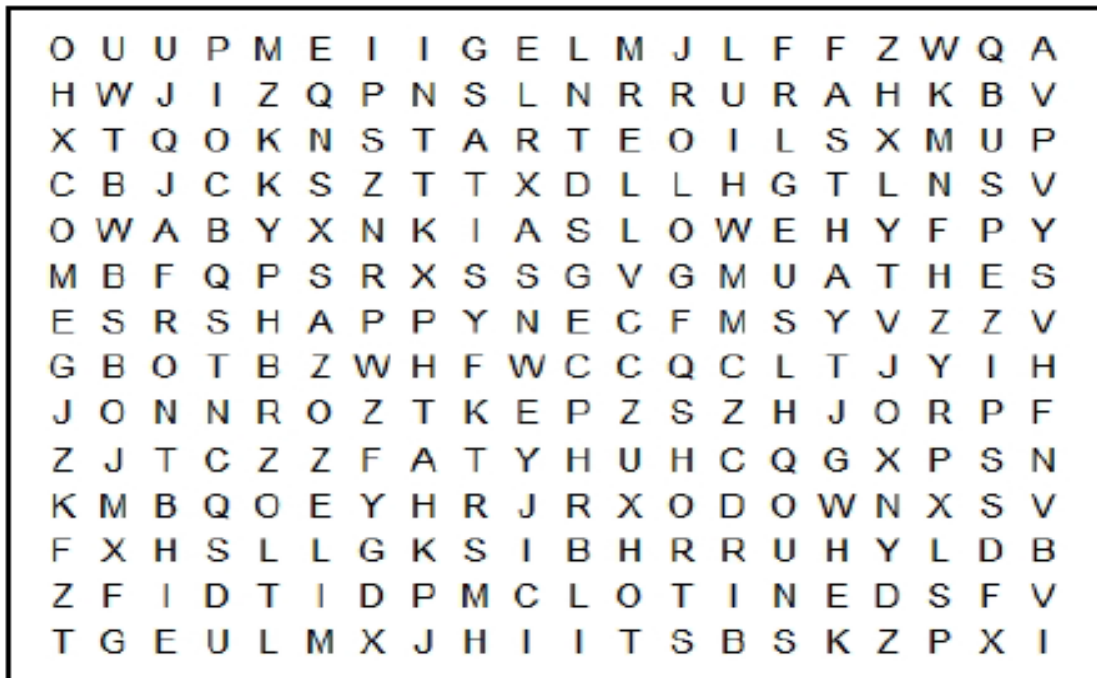 O U U P M E I I G E L M J L F F Z W Q A
H W J I Z Q P N S L N R R U R A H K B V
X T Q O K N S T A R T E O I L S X M U P
C B J C K S Z T T X D L L H G T L N S V
O W A B Y X N K I A S L O W E H Y F P Y
M B F Q P S R X S S G V G M U A T H E S
E S R S H A P P Y N E C F M S Y V Z Z V
G B O T B Z W H F W C C Q C L T J Y I H
J O N N R O Z T K E P Z S Z H J O R P F
Z J T C Z Z F A T Y H U H C Q G X P S N
K M B Q O E Y H R J R X O D O W N X S V
F X H S L L G K S I B H R R U H Y L D B
Z F I D T I D P M C L O T I N E D S F V
T G E U L M X J H I I T S B S K Z P X I